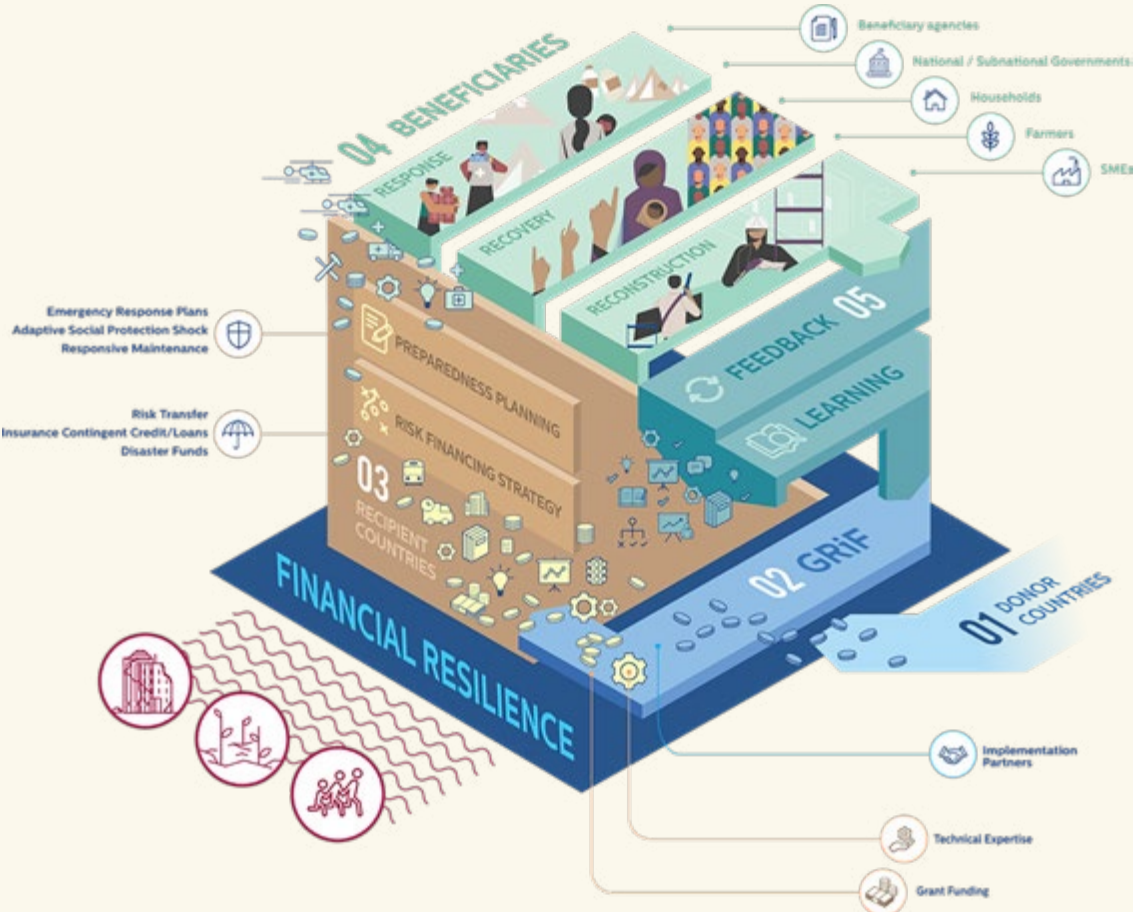 Beneficiary agencies
National / Subnational Governments
Households
Farmers
SMEs
04 BENEFICIARIES
RESPONSE
RECOVERY
RECONSTRUCTION
Emergency Response Plans
Adaptive Social Protection Shock
Responsive Maintenance
Risk Transfer
Insurance Contingent Credit/Loans
Disaster Funds
PREPAREDNESS PLANNING
RISK FINANCING STRATEGY
03
RECIPIENT
COUNTRIES
FEEDBACK 05
LEARNING
02 GRiF
01 DONOR
COUNTRIES
FINANCIAL RESILIENCE
Implementation
Partners
Technical Expertise
Grant Funding